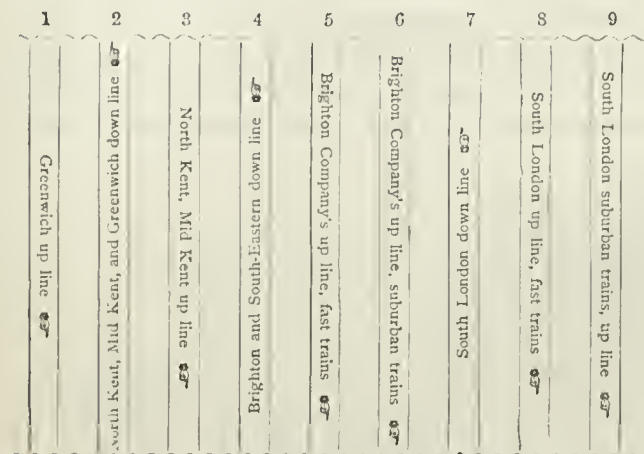 1 2 3 4 5 6 7 8 9
Greenwich up line
North Kent, Mid Kent, and Greenwich down line
North Kent, Mid Kent up line
Brighton and South-Eastern down line
Brighton Company's up line, fast trains
Brighton Company's up line, suburban trains
South London down line
South London up line, fast trains
South London suburban trains, up line